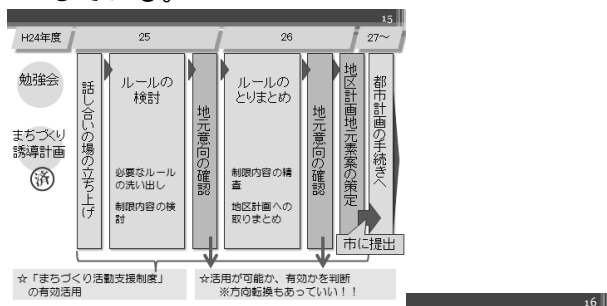 15
H24年度 25 26 27～
勉強会
まちづくり
誘導計画
済
話し合いの場の立ち上げ
ルールの
検討
必要なルール
の洗い出し
制限内容の検
討
地元意向の確認
ルールの
とりまとめ
制限内容の精
査
地区計画への
取りまとめ
地元意向の確認
地区計画地元素案の策定
都市計画の手続きへ
市に提出
☆「まちづくり活動支援制度」
の有効活用
☆活用が可能か、有効かを判断
※方向転換もあっていい！！
16